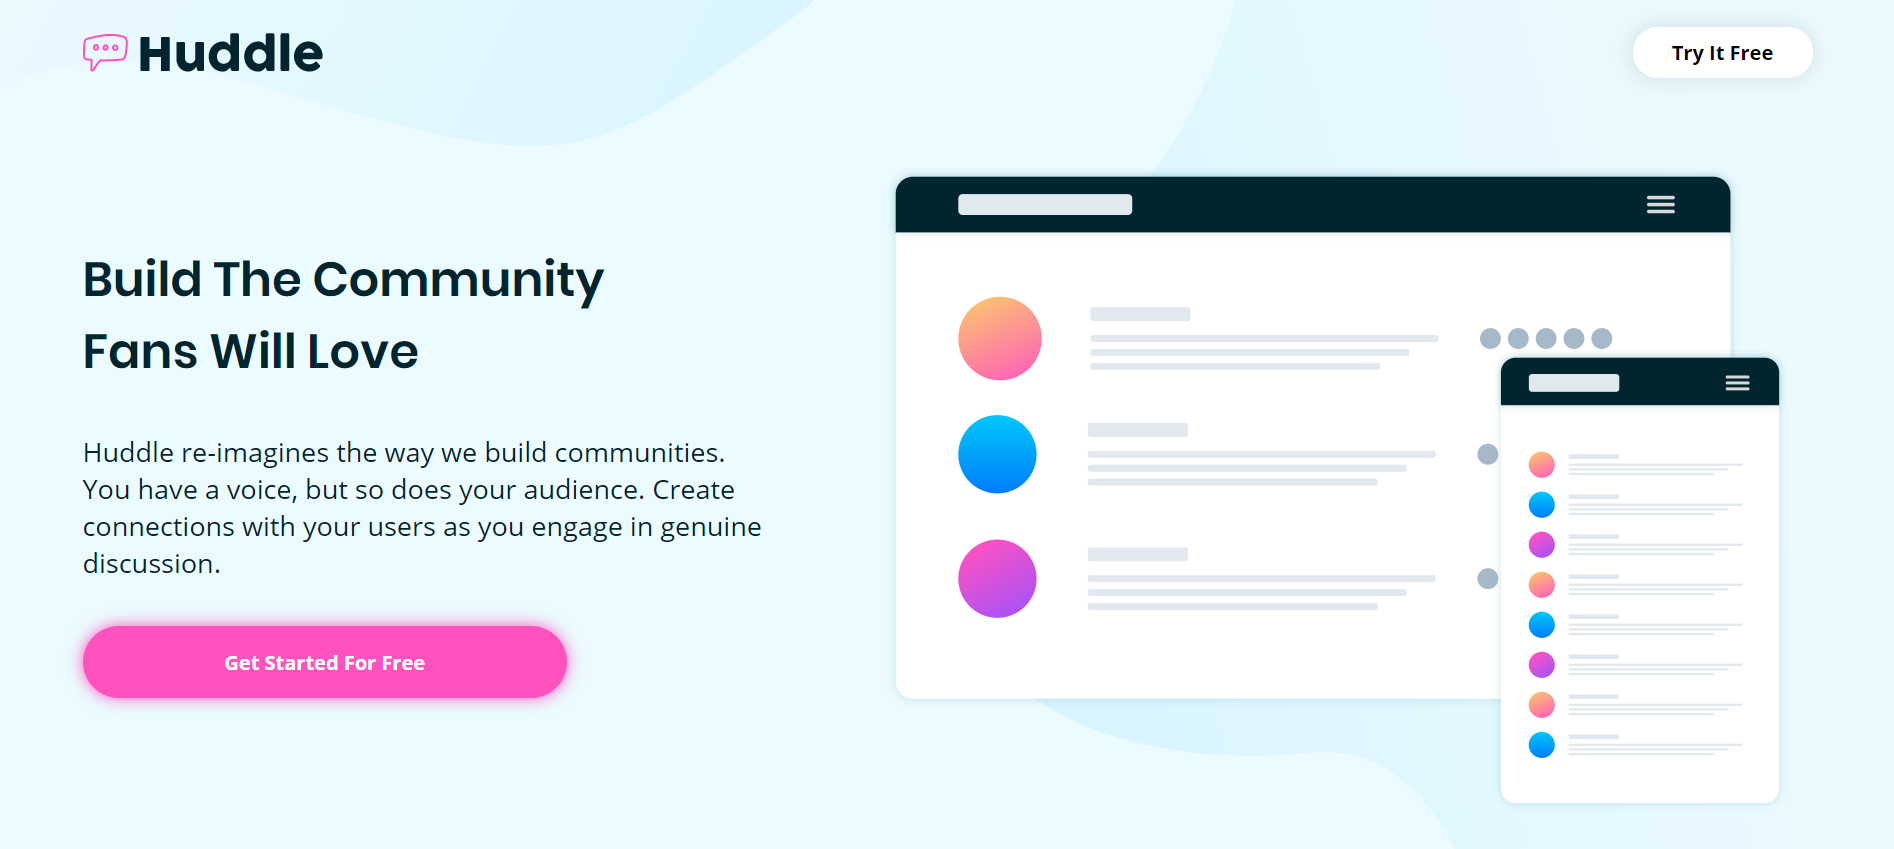 Huddle
Try It Free
Build The Community
Fans Will Love
Huddle re-imagines the way we build communities.
You have a voice, but so does your audience. Create
connections with your users as you engage in genuine
discussion.
Get Started For Free